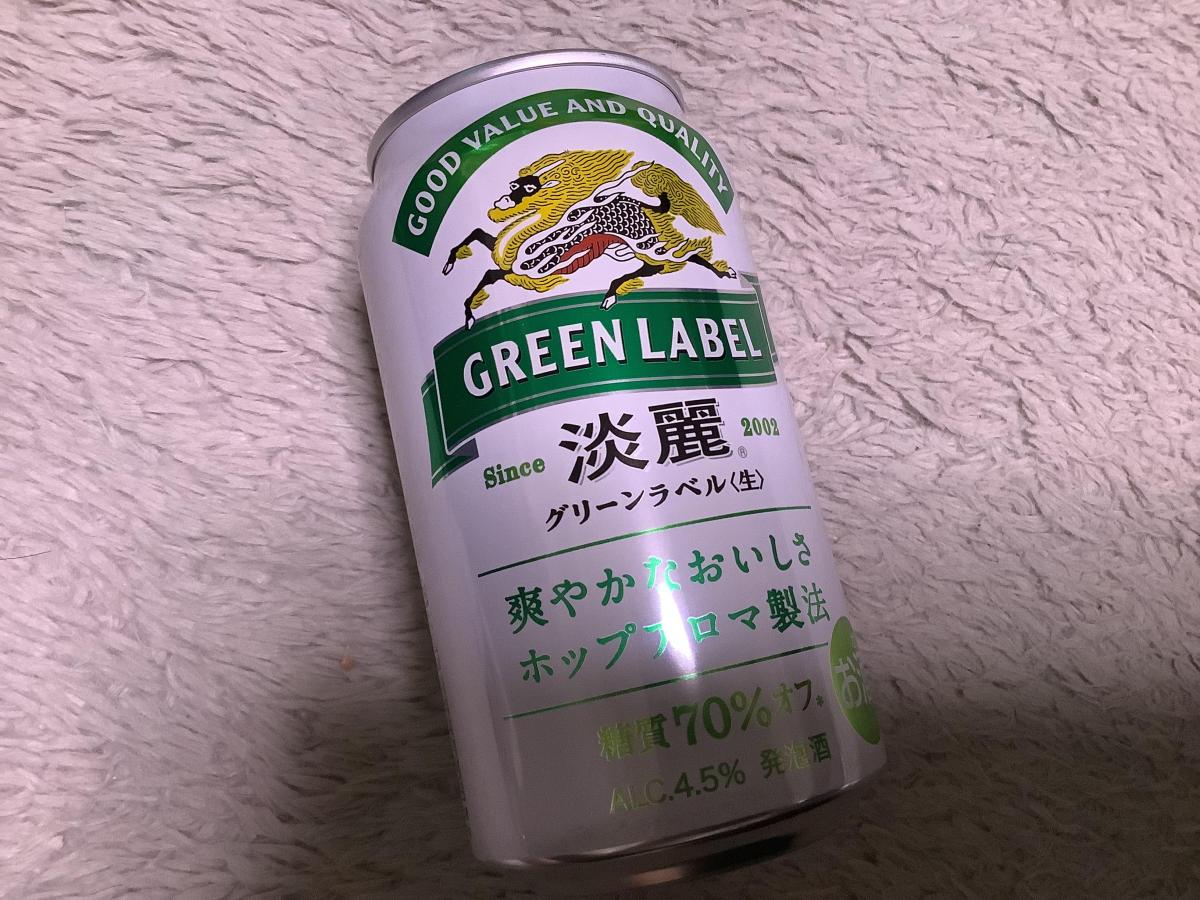 GOOD VALUE AND QUALITY
GREEN LABEL
Since 淡麗® 2002
グリーンラベル〈生〉
爽やかなおいしさ
ホップアロマ製法
糖質70%オフ*
ALC.4.5% 発泡酒
お